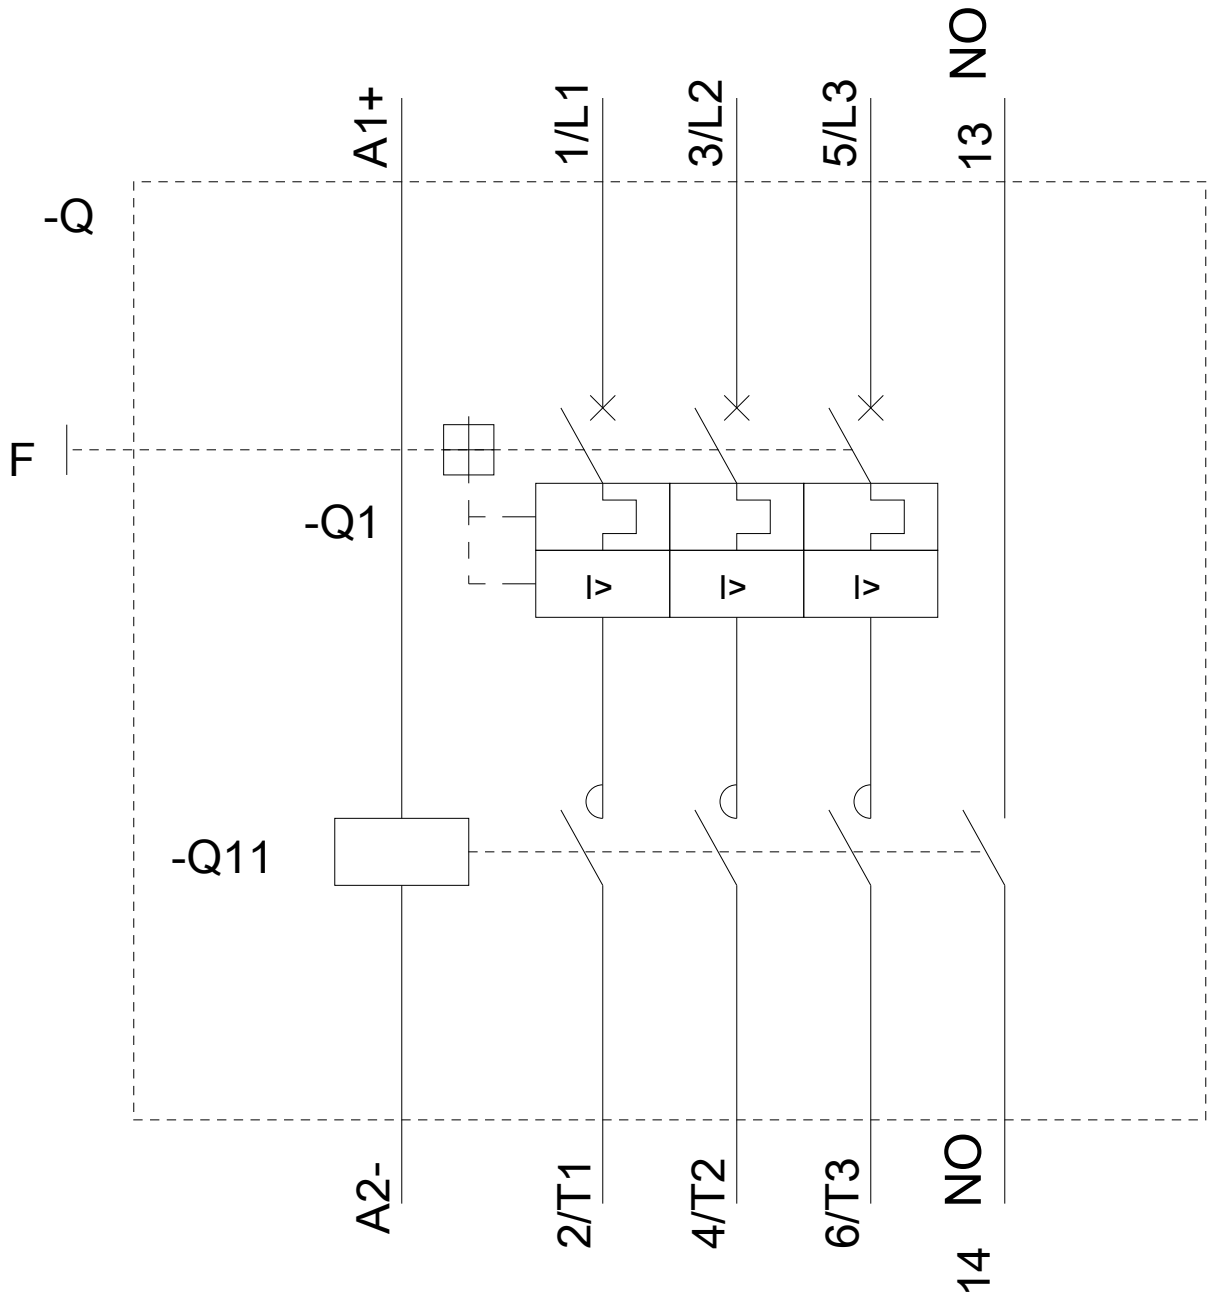 A1+
1/L1
3/L2
5/L3
13 NO
-Q
F
-Q1
I>
I>
I>
-Q11
A2-
2/T1
4/T2
6/T3
14 NO